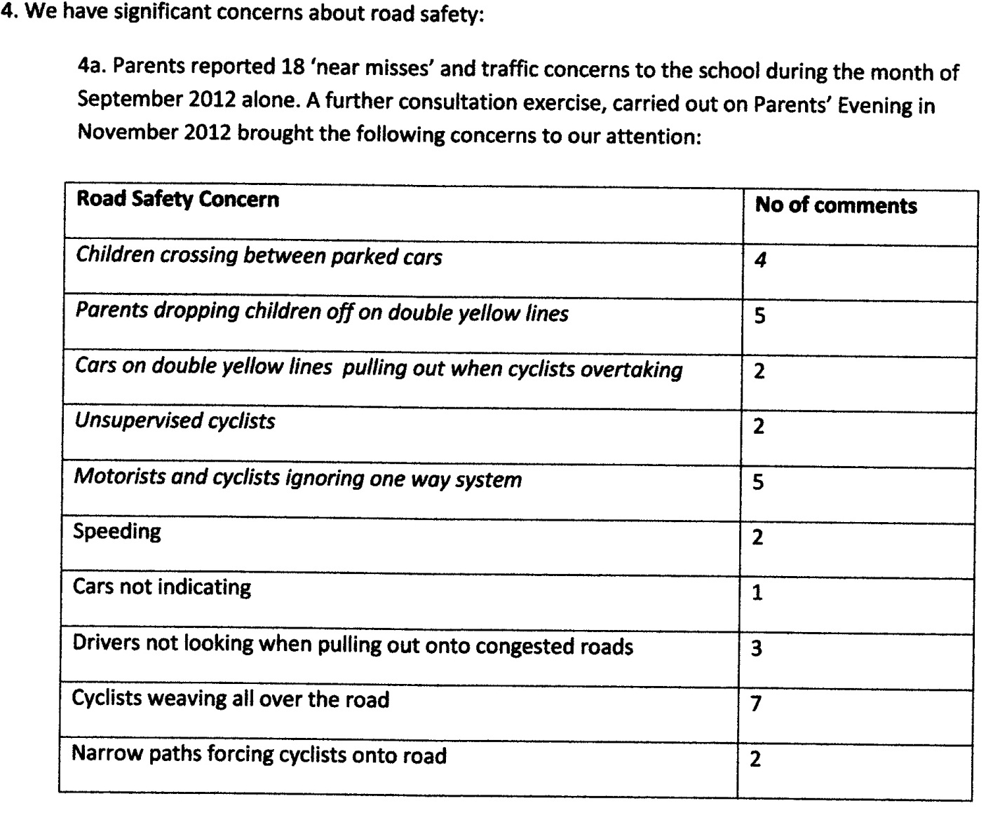 4. We have significant concerns about road safety:
4a. Parents reported 18 ‘near misses’ and traffic concerns to the school during the month of
September 2012 alone. A further consultation exercise, carried out on Parents’ Evening in
November 2012 brought the following concerns to our attention:
Road Safety Concern No of comments
Children crossing between parked cars 4
Parents dropping children off on double yellow lines 5
Cars on double yellow lines pulling out when cyclists overtaking 2
Unsupervised cyclists 2
Motorists and cyclists ignoring one way system 5
Speeding 2
Cars not indicating 1
Drivers not looking when pulling out onto congested roads 3
Cyclists weaving all over the road 7
Narrow paths forcing cyclists onto road 2